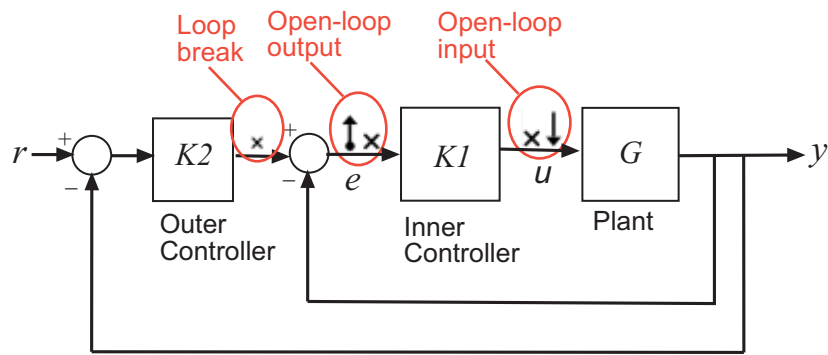 Loop
break
Open-loop
output
Open-loop
input
r
+
−
K2
Outer
Controller
+
−
e
K1
Inner
Controller
u
G
Plant
y